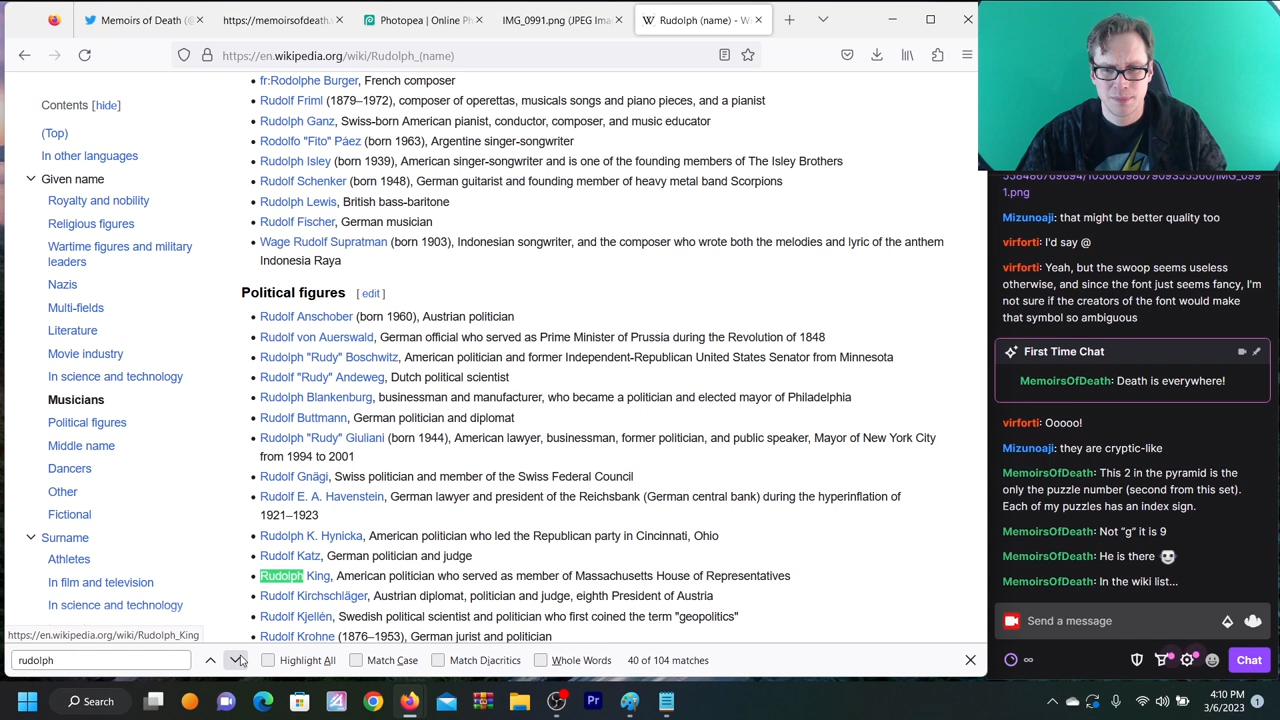 Memoirs of Death (@
https://memoirsofdeath.
Photopea | Online Ph
IMG_0991.png (JPEG Ima
Rudolph (name) - W
https://en.wikipedia.org/wiki/Rudolph_(name)
Contents [hide]
(Top)
In other languages
Given name
Royalty and nobility
Religious figures
Wartime figures and military
leaders
Nazis
Multi-fields
Literature
Movie industry
In science and technology
Musicians
Political figures
Middle name
Dancers
Other
Fictional
Surname
Athletes
In film and television
In science and technology
https://en.wikipedia.org/wiki/Rudolph_King
• fr:Rodolphe Burger, French composer
• Rudolf Friml (1879–1972), composer of operettas, musicals songs and piano pieces, and a pianist
• Rudolph Ganz, Swiss-born American pianist, conductor, composer, and music educator
• Rodolfo "Fito" Páez (born 1963), Argentine singer-songwriter
• Rudolph Isley (born 1939), American singer-songwriter and is one of the founding members of The Isley Brothers
• Rudolf Schenker (born 1948), German guitarist and founding member of heavy metal band Scorpions
• Rudolph Lewis, British bass-baritone
• Rudolf Fischer, German musician
• Wage Rudolf Supratman (born 1903), Indonesian songwriter, and the composer who wrote both the melodies and lyric of the anthem
Indonesia Raya
Political figures [ edit ]
• Rudolf Anschober (born 1960), Austrian politician
• Rudolf von Auerswald, German official who served as Prime Minister of Prussia during the Revolution of 1848
• Rudolph "Rudy" Boschwitz, American politician and former Independent-Republican United States Senator from Minnesota
• Rudolf "Rudy" Andeweg, Dutch political scientist
• Rudolph Blankenburg, businessman and manufacturer, who became a politician and elected mayor of Philadelphia
• Rudolf Buttmann, German politician and diplomat
• Rudolph "Rudy" Giuliani (born 1944), American lawyer, businessman, former politician, and public speaker, Mayor of New York City
from 1994 to 2001
• Rudolf Gnägi, Swiss politician and member of the Swiss Federal Council
• Rudolf E. A. Havenstein, German lawyer and president of the Reichsbank (German central bank) during the hyperinflation of
1921–1923
• Rudolph K. Hynicka, American politician who led the Republican party in Cincinnati, Ohio
• Rudolf Katz, German politician and judge
• Rudolph King, American politician who served as member of Massachusetts House of Representatives
• Rudolf Kirchschläger, Austrian diplomat, politician and judge, eighth President of Austria
• Rudolf Kjellén, Swedish political scientist and politician who first coined the term "geopolitics"
• Rudolf Krohne (1876–1953), German jurist and politician
rudolph
Highlight All
Match Case
Match Diacritics
Whole Words
40 of 104 matches
1.png
Mizunoaji: that might be better quality too
virforti: I'd say @
virforti: Yeah, but the swoop seems useless
otherwise, and since the font just seems fancy, I'm
not sure if the creators of the font would make
that symbol so ambiguous
First Time Chat
MemoirsOfDeath: Death is everywhere!
virforti: Ooooo!
Mizunoaji: they are cryptic-like
MemoirsOfDeath: This 2 in the pyramid is the
only the puzzle number (second from this set).
Each of my puzzles has an index sign.
MemoirsOfDeath: Not "g" it is 9
MemoirsOfDeath: He is there
MemoirsOfDeath: In the wiki list...
Send a message
Chat
Search
4:10 PM
3/6/2023